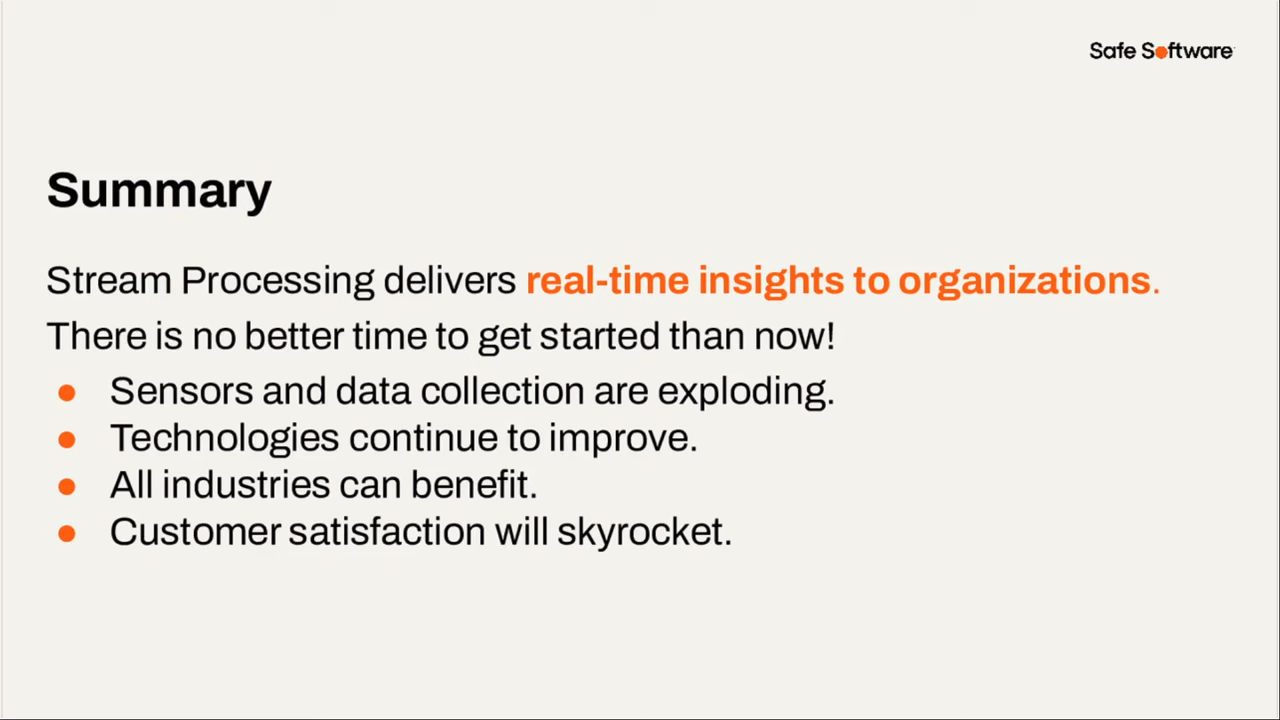 Safe Software
Summary
Stream Processing delivers real-time insights to organizations.
There is no better time to get started than now!
● Sensors and data collection are exploding.
● Technologies continue to improve.
● All industries can benefit.
● Customer satisfaction will skyrocket.